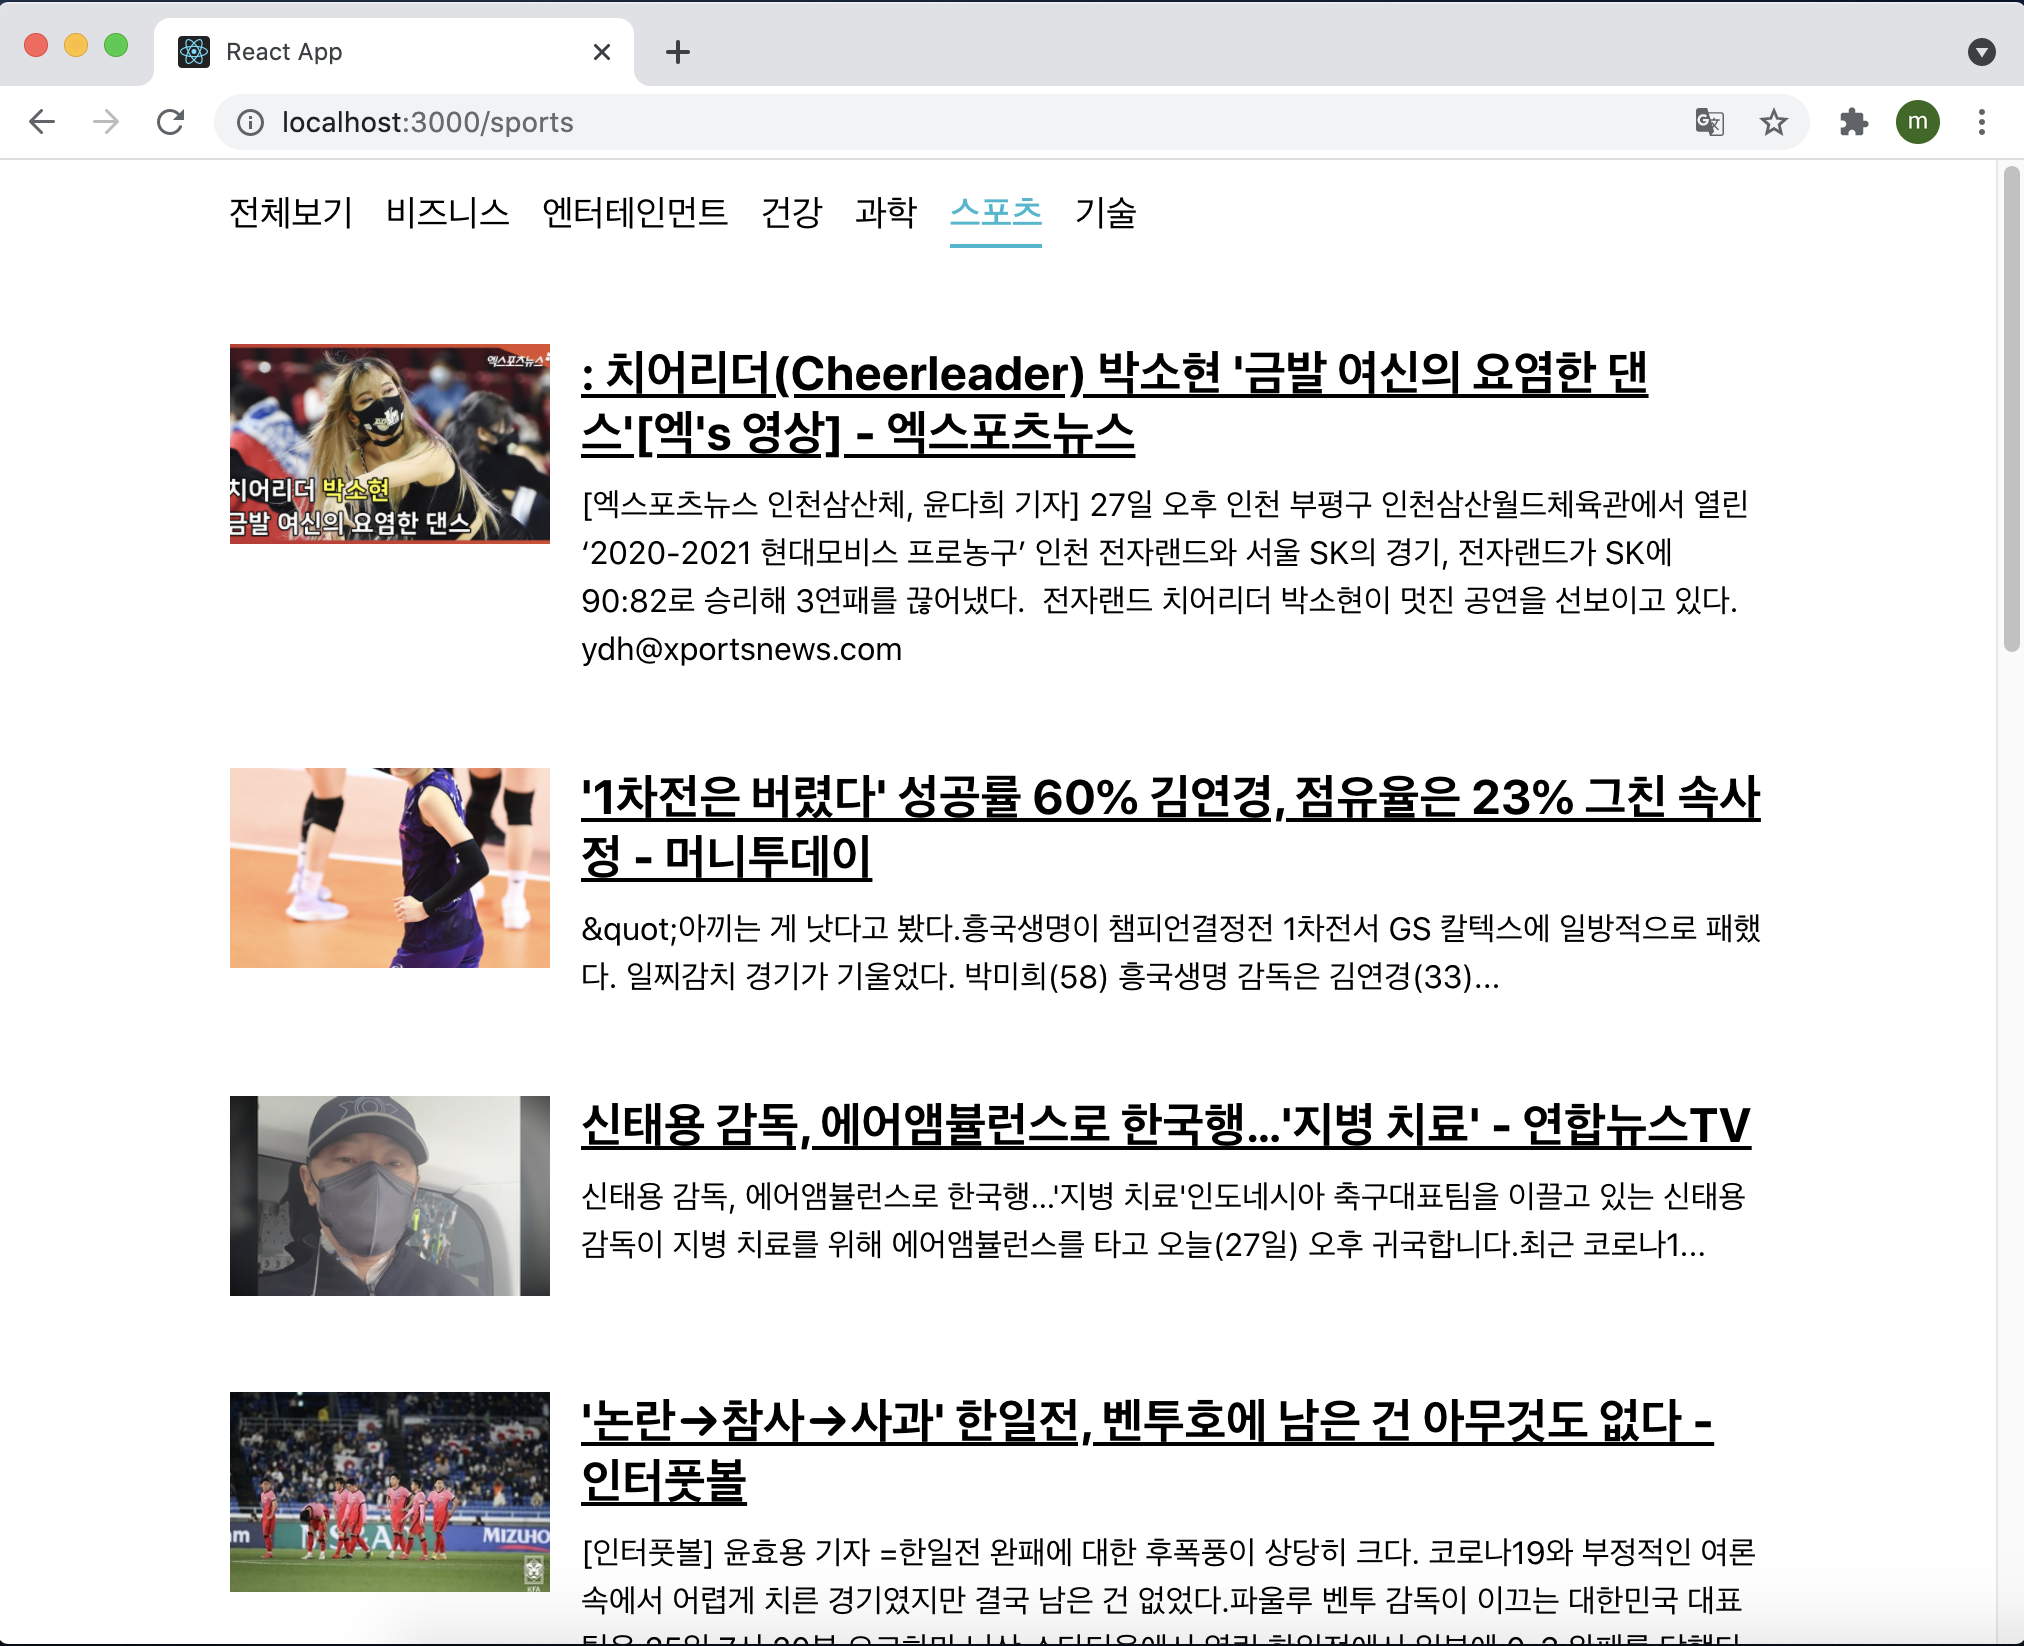 React App
localhost:3000/sports
m
전체보기 비즈니스 엔터테인먼트 건강 과학 스포츠 기술
엑스포츠뉴스
치어리더 박소현
금발 여신의 요염한 댄스
: 치어리더(Cheerleader) 박소현 '금발 여신의 요염한 댄
스'[엑's 영상] - 엑스포츠뉴스
[엑스포츠뉴스 인천삼산체, 윤다희 기자] 27일 오후 인천 부평구 인천삼산월드체육관에서 열린
‘2020-2021 현대모비스 프로농구’ 인천 전자랜드와 서울 SK의 경기, 전자랜드가 SK에
90:82로 승리해 3연패를 끊어냈다.  전자랜드 치어리더 박소현이 멋진 공연을 선보이고 있다.
ydh@xportsnews.com
'1차전은 버렸다' 성공률 60% 김연경, 점유율은 23% 그친 속사
정 - 머니투데이
&quot;아끼는 게 낫다고 봤다.흥국생명이 챔피언결정전 1차전서 GS 칼텍스에 일방적으로 패했
다. 일찌감치 경기가 기울었다. 박미희(58) 흥국생명 감독은 김연경(33)...
신태용 감독, 에어앰뷸런스로 한국행…'지병 치료' - 연합뉴스TV
신태용 감독, 에어앰뷸런스로 한국행…'지병 치료'인도네시아 축구대표팀을 이끌고 있는 신태용
감독이 지병 치료를 위해 에어앰뷸런스를 타고 오늘(27일) 오후 귀국합니다.최근 코로나1…
MIZUHO
KFA
'논란→참사→사과' 한일전, 벤투호에 남은 건 아무것도 없다 -
인터풋볼
[인터풋볼] 윤효용 기자 =한일전 완패에 대한 후폭풍이 상당히 크다. 코로나19와 부정적인 여론
속에서 어렵게 치른 경기였지만 결국 남은 건 없었다.파울루 벤투 감독이 이끄는 대한민국 대표